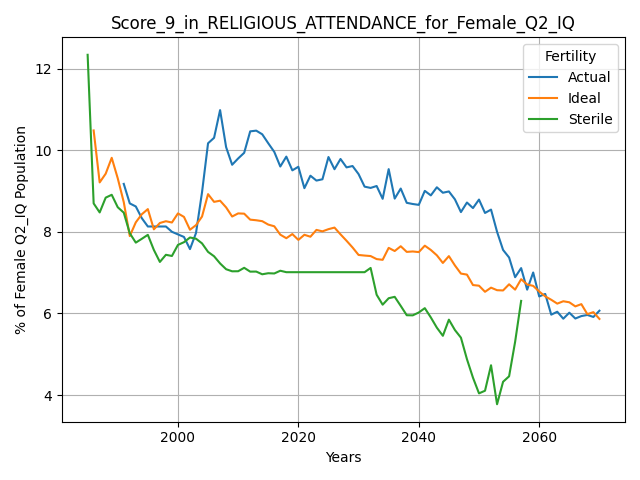 Score_9_in_RELIGIOUS_ATTENDANCE_for_Female_Q2_IQ
% of Female Q2_IQ Population
12
10
8
6
4
2000
2020
2040
2060
Years
Fertility
Actual
Ideal
Sterile